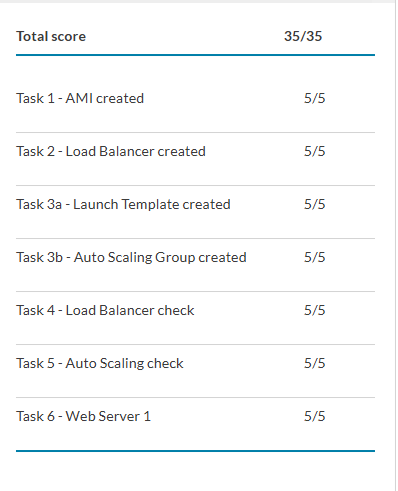 Total score 35/35
Task 1 - AMI created 5/5
Task 2 - Load Balancer created 5/5
Task 3a - Launch Template created 5/5
Task 3b - Auto Scaling Group created 5/5
Task 4 - Load Balancer check 5/5
Task 5 - Auto Scaling check 5/5
Task 6 - Web Server 1 5/5